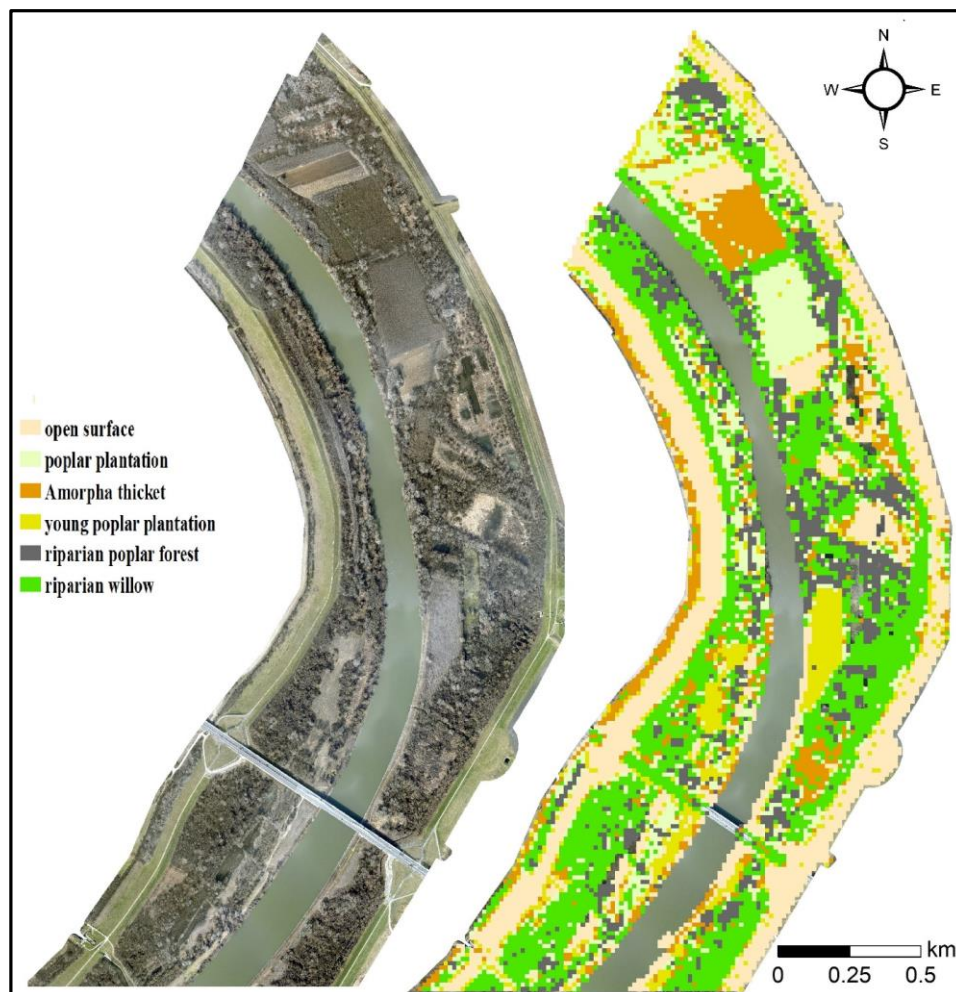 N
W E
S
open surface
poplar plantation
Amorpha thicket
young poplar plantation
riparian poplar forest
riparian willow
km
0 0.25 0.5